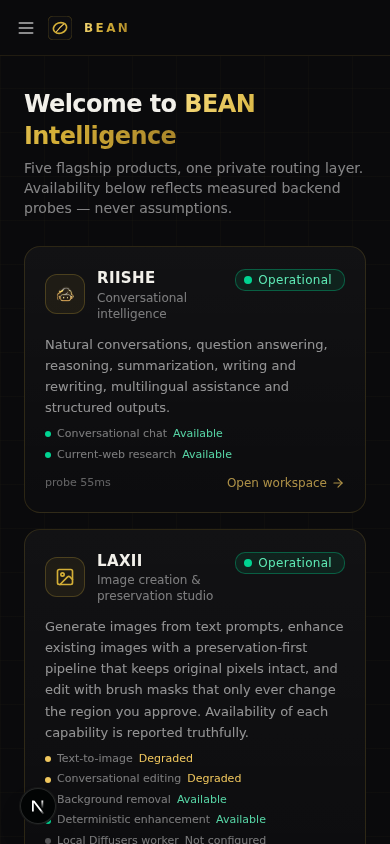 BEAN
Welcome to BEAN
Intelligence
Five flagship products, one private routing layer.
Availability below reflects measured backend
probes — never assumptions.
RIISHE
Operational
Conversational
intelligence
Natural conversations, question answering,
reasoning, summarization, writing and
rewriting, multilingual assistance and
structured outputs.
Conversational chat Available
Current-web research Available
probe 55ms
Open workspace →
LAXII
Operational
Image creation &
preservation studio
Generate images from text prompts, enhance
existing images with a preservation-first
pipeline that keeps original pixels intact, and
edit with brush masks that only ever change
the region you approve. Availability of each
capability is reported truthfully.
Text-to-image Degraded
Conversational editing Degraded
Background removal Available
Deterministic enhancement Available
Local Diffusers worker Not configured
N